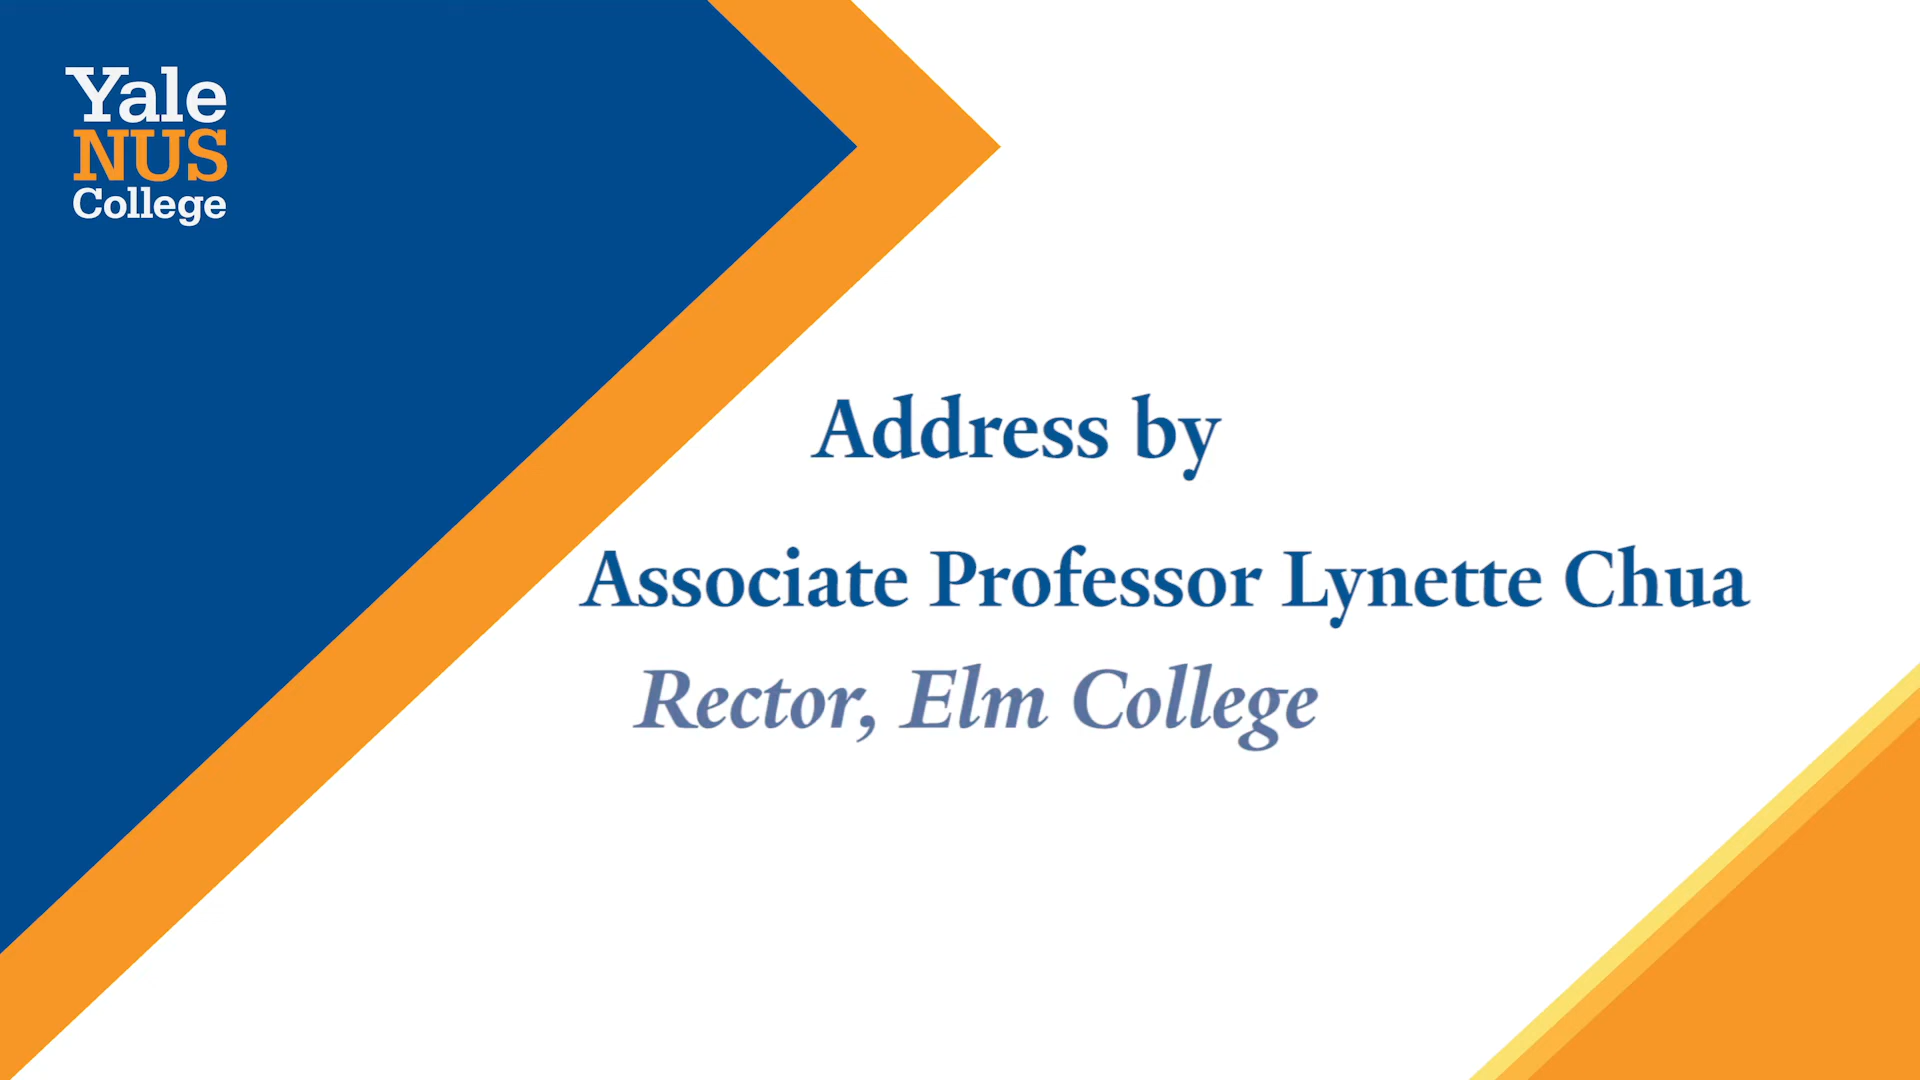 Yale
NUS
College
Address by
Associate Professor Lynette Chua
Rector, Elm College